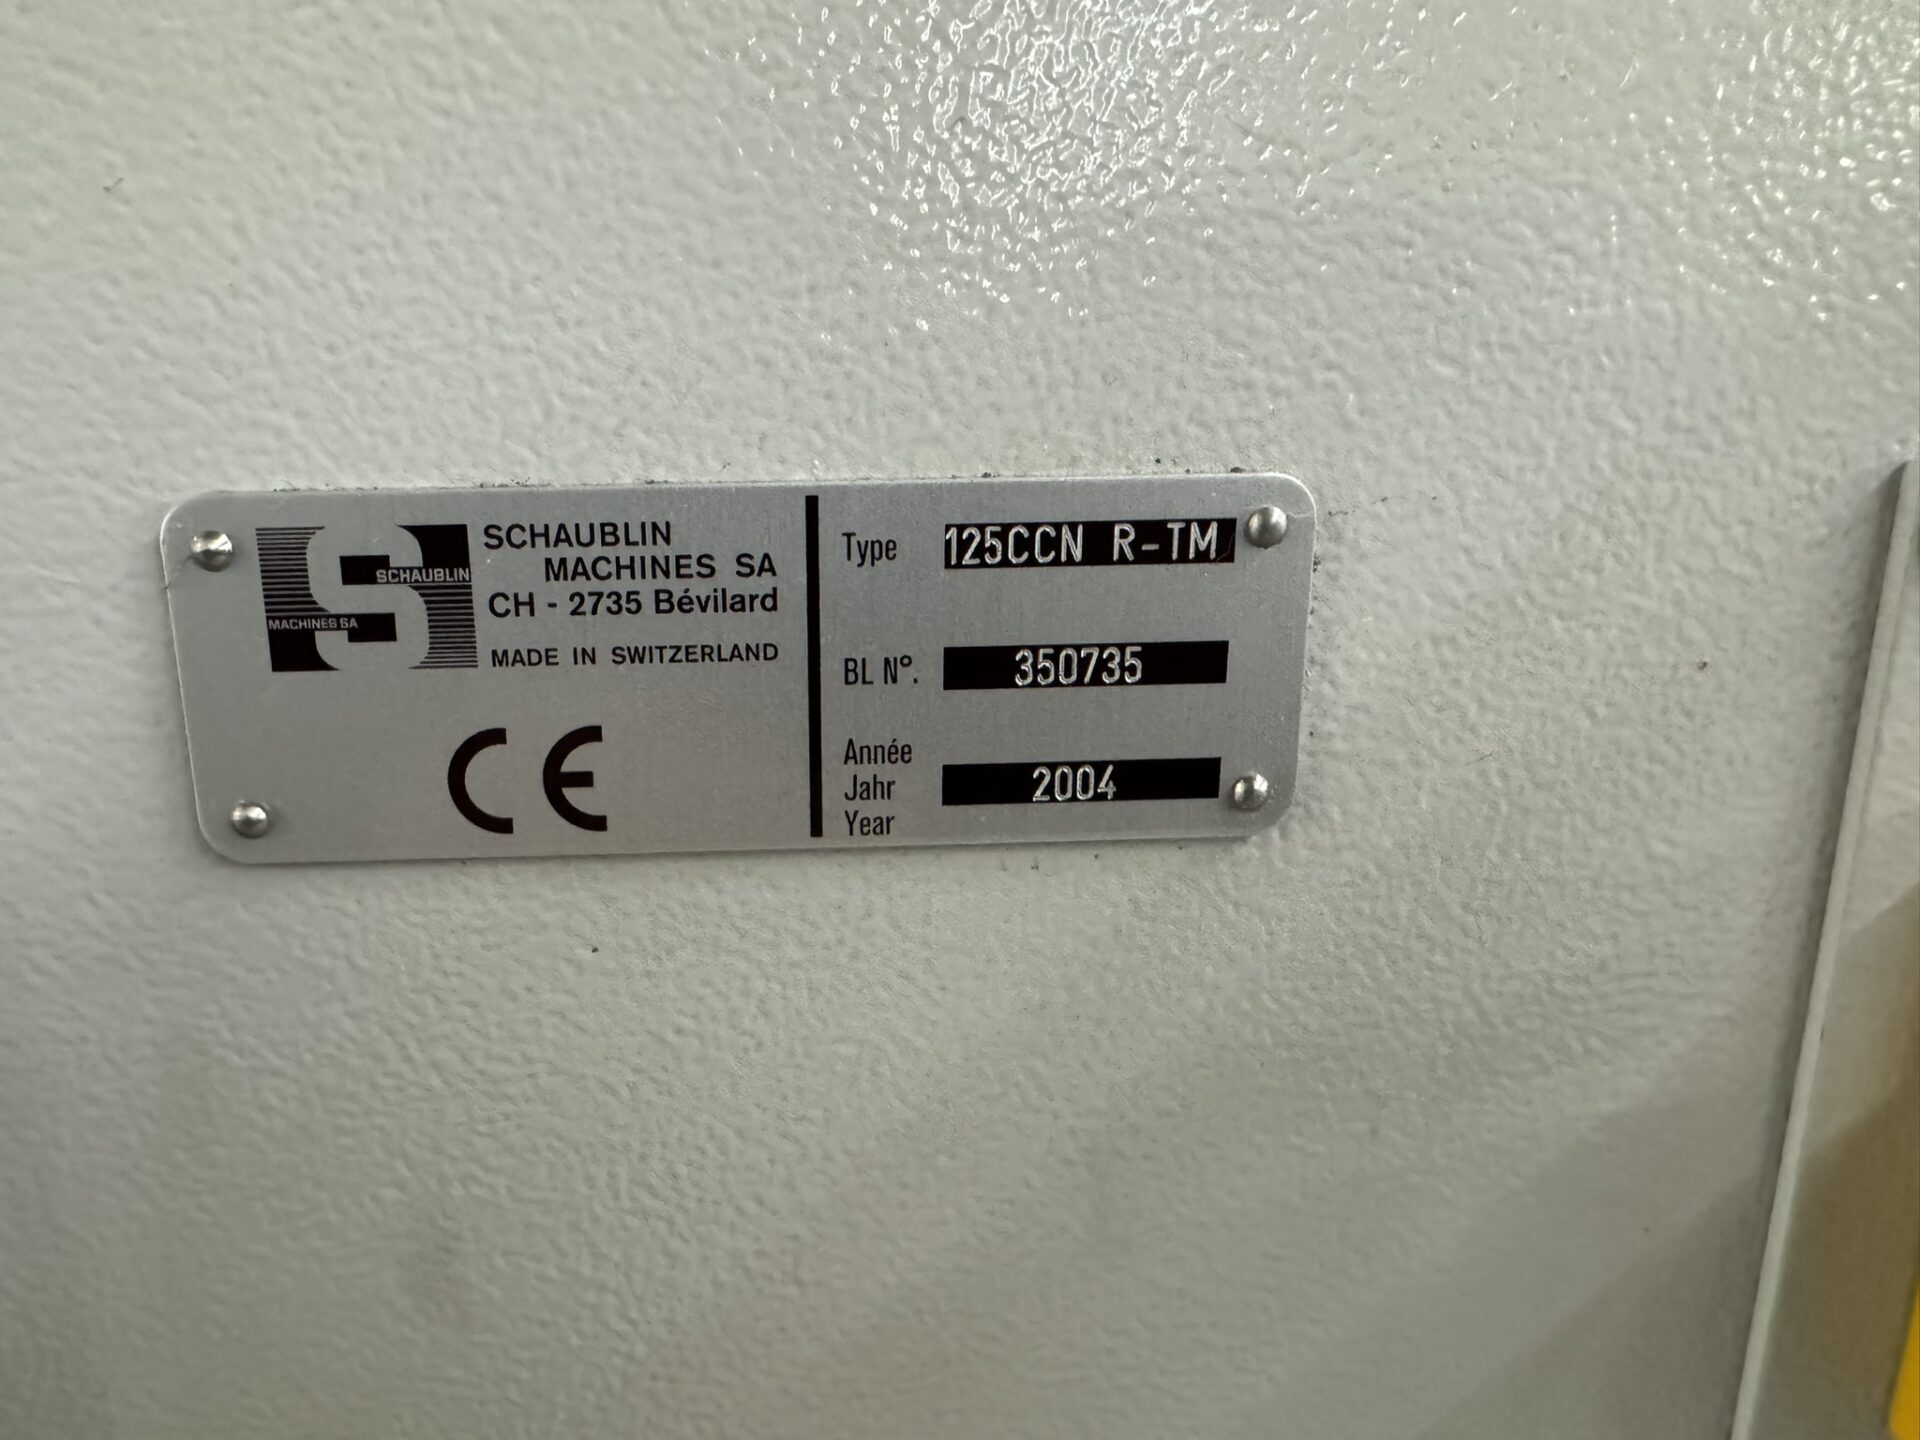 SCHAUBLIN
MACHINES SA
SCHAUBLIN
MACHINES SA
CH - 2735 Bévilard
MADE IN SWITZERLAND
CE
Type 125CCN R-TM
BL Nº. 350735
Année
Jahr 2004
Year